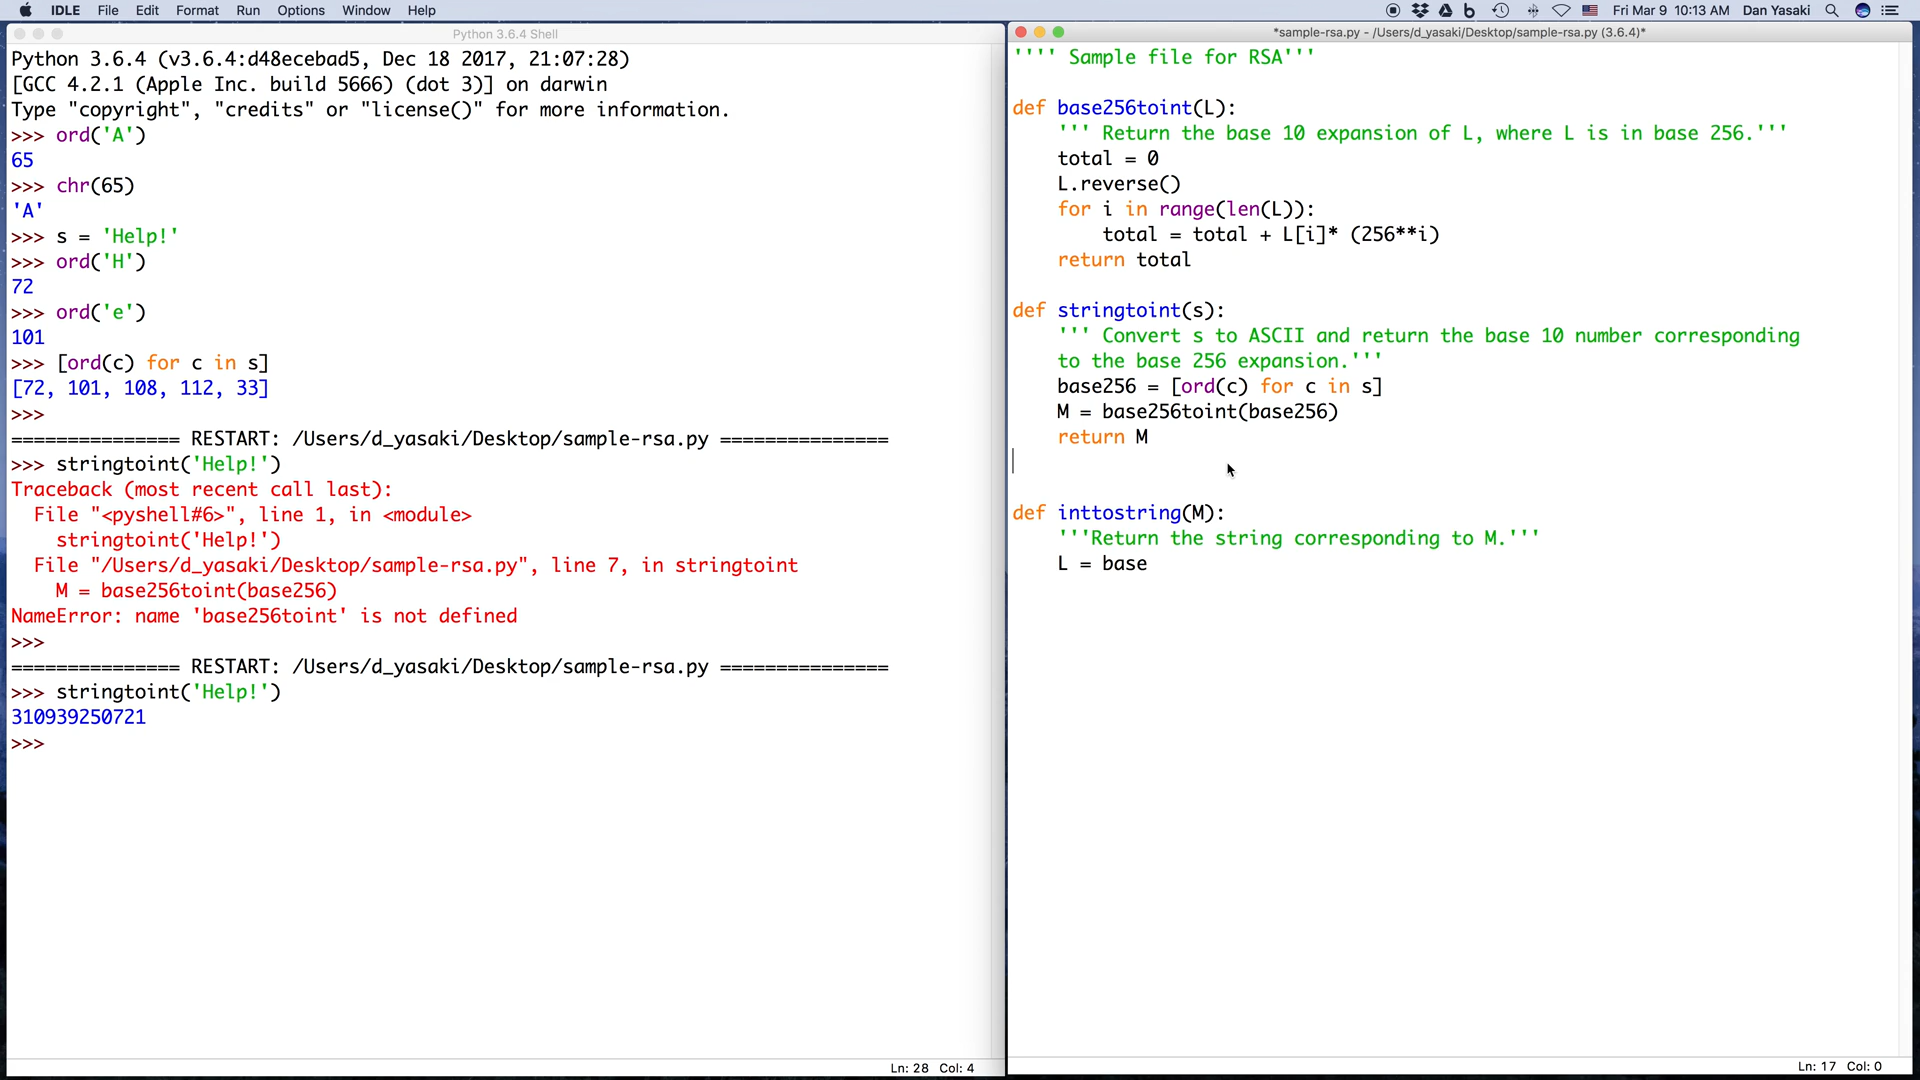 IDLE File Edit Format Run Options Window Help
Fri Mar 9 10:13 AM Dan Yasaki
Python 3.6.4 Shell
Python 3.6.4 (v3.6.4:d48ecebad5, Dec 18 2017, 21:07:28)
[GCC 4.2.1 (Apple Inc. build 5666) (dot 3)] on darwin
Type "copyright", "credits" or "license()" for more information.
>>> ord('A')
65
>>> chr(65)
'A'
>>> s = 'Help!'
>>> ord('H')
72
>>> ord('e')
101
>>> [ord(c) for c in s]
[72, 101, 108, 112, 33]
>>>
=============== RESTART: /Users/d_yasaki/Desktop/sample-rsa.py ===============
>>> stringtoint('Help!')
Traceback (most recent call last):
  File "<pyshell#6>", line 1, in <module>
    stringtoint('Help!')
  File "/Users/d_yasaki/Desktop/sample-rsa.py", line 7, in stringtoint
    M = base256toint(base256)
NameError: name 'base256toint' is not defined
>>>
=============== RESTART: /Users/d_yasaki/Desktop/sample-rsa.py ===============
>>> stringtoint('Help!')
310939250721
>>>
Ln: 28 Col: 4
*sample-rsa.py - /Users/d_yasaki/Desktop/sample-rsa.py (3.6.4)*
'''' Sample file for RSA'''
def base256toint(L):
    ''' Return the base 10 expansion of L, where L is in base 256.'''
    total = 0
    L.reverse()
    for i in range(len(L)):
        total = total + L[i]* (256**i)
    return total
def stringtoint(s):
    ''' Convert s to ASCII and return the base 10 number corresponding
    to the base 256 expansion.'''
    base256 = [ord(c) for c in s]
    M = base256toint(base256)
    return M
def inttostring(M):
    '''Return the string corresponding to M.'''
    L = base
Ln: 17 Col: 0